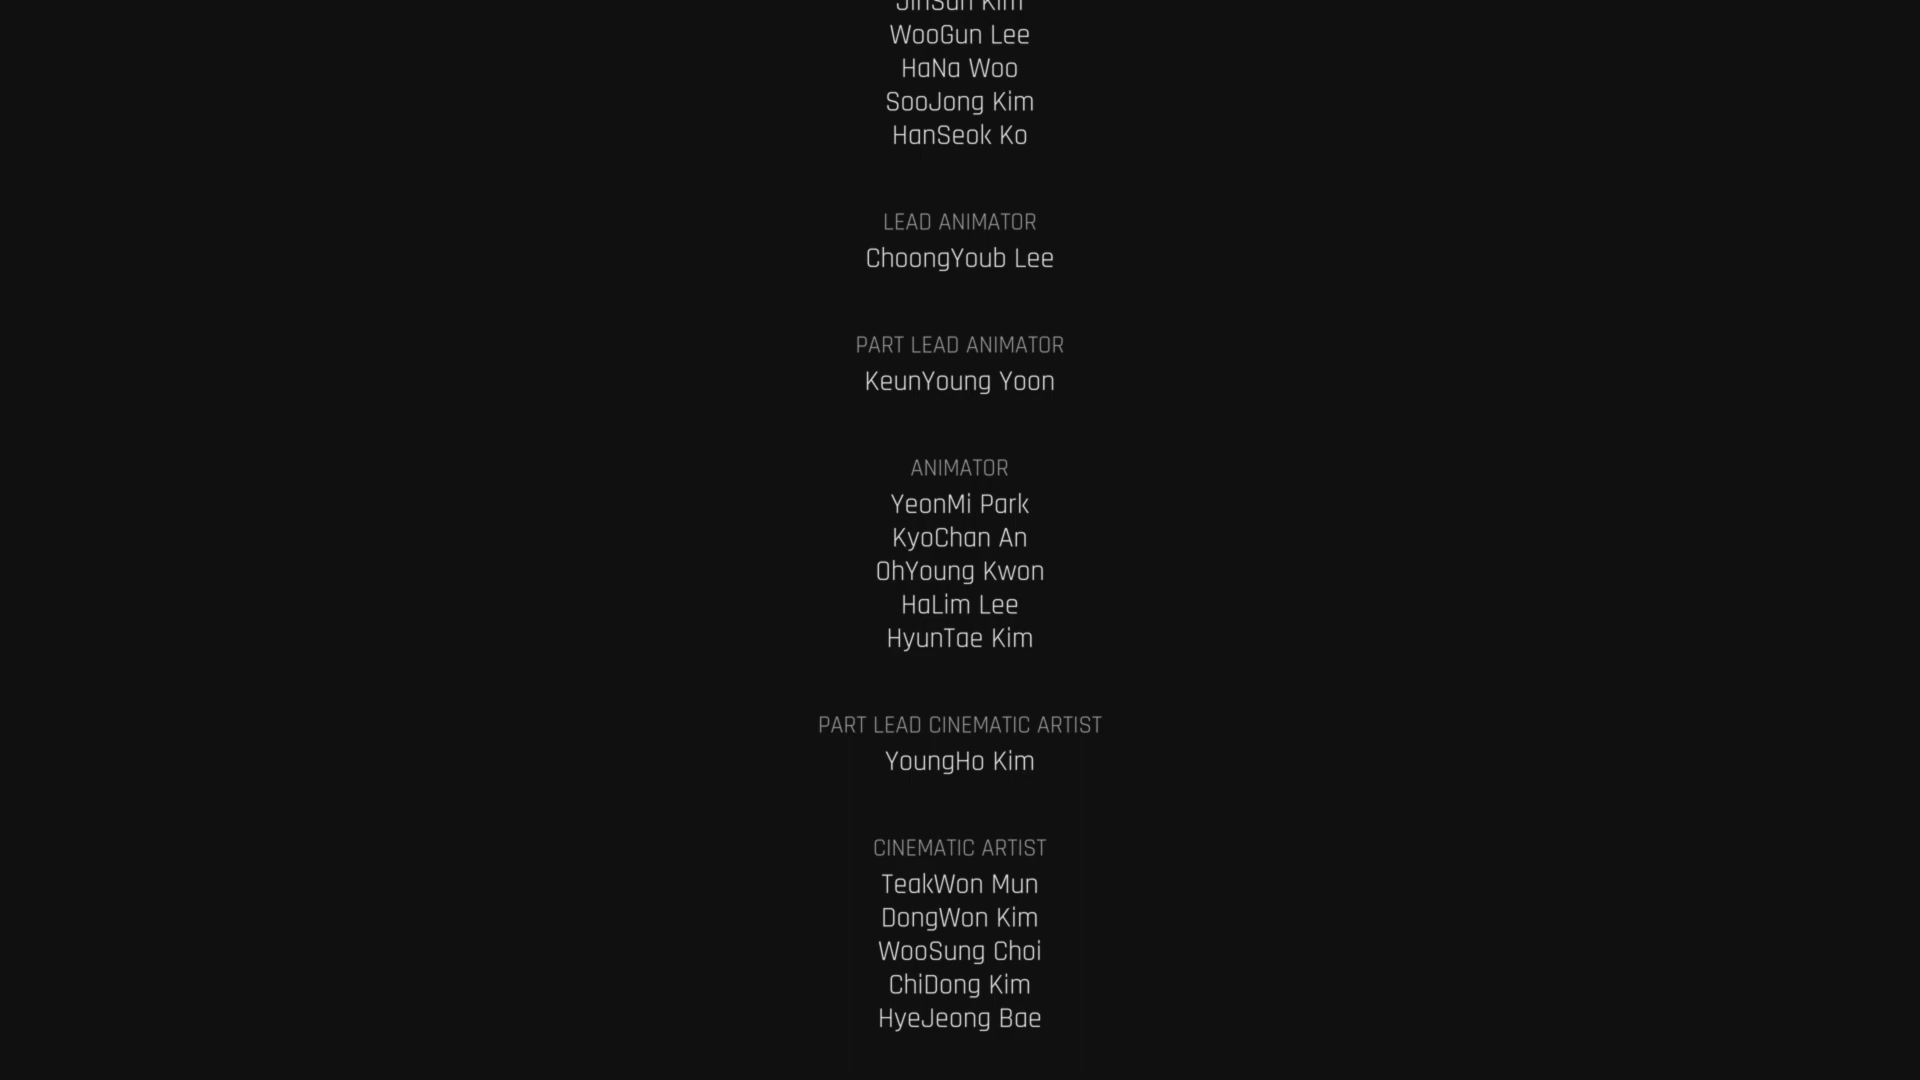 JinSun Kim
WooGun Lee
HaNa Woo
SooJong Kim
HanSeok Ko
LEAD ANIMATOR
ChoongYoub Lee
PART LEAD ANIMATOR
KeunYoung Yoon
ANIMATOR
YeonMi Park
KyoChan An
OhYoung Kwon
HaLim Lee
HyunTae Kim
PART LEAD CINEMATIC ARTIST
YoungHo Kim
CINEMATIC ARTIST
TeakWon Mun
DongWon Kim
WooSung Choi
ChiDong Kim
HyeJeong Bae